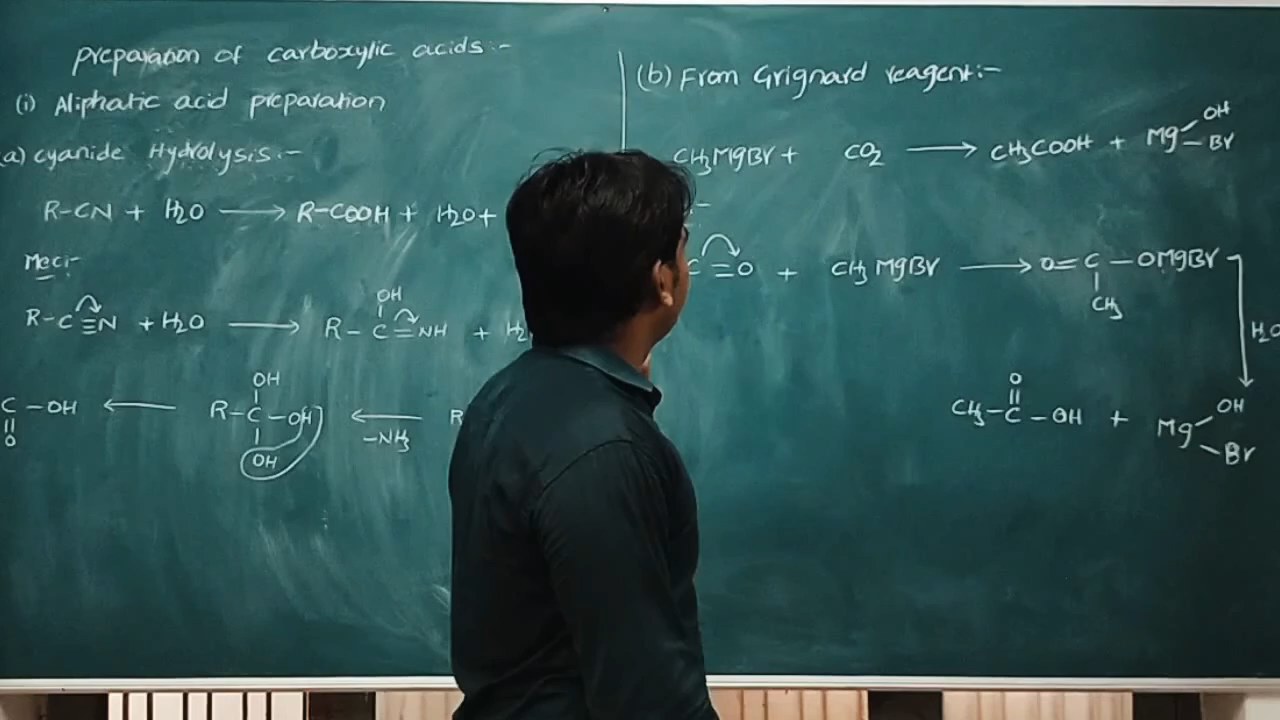 preparation of carboxylic acids:-
(i) Aliphatic acid preparation
(a) cyanide Hydrolysis:-
R-CN + H2O ⟶ R-COOH + H2O +
Mec:-
R-C≡N + H2O ⟶ R-C=NH + H2
OH
R-C-OH ⟵ -NH3 R
OH
OH
⟵
C-OH
O
(b) From Grignard reagent:-
CH3MgBr + CO2 ⟶ CH3COOH + Mg
OH
Br
C≡O + CH3MgBr ⟶ O=C-OMgBr
CH3
H2O
O
CH3-C-OH + Mg
OH
Br